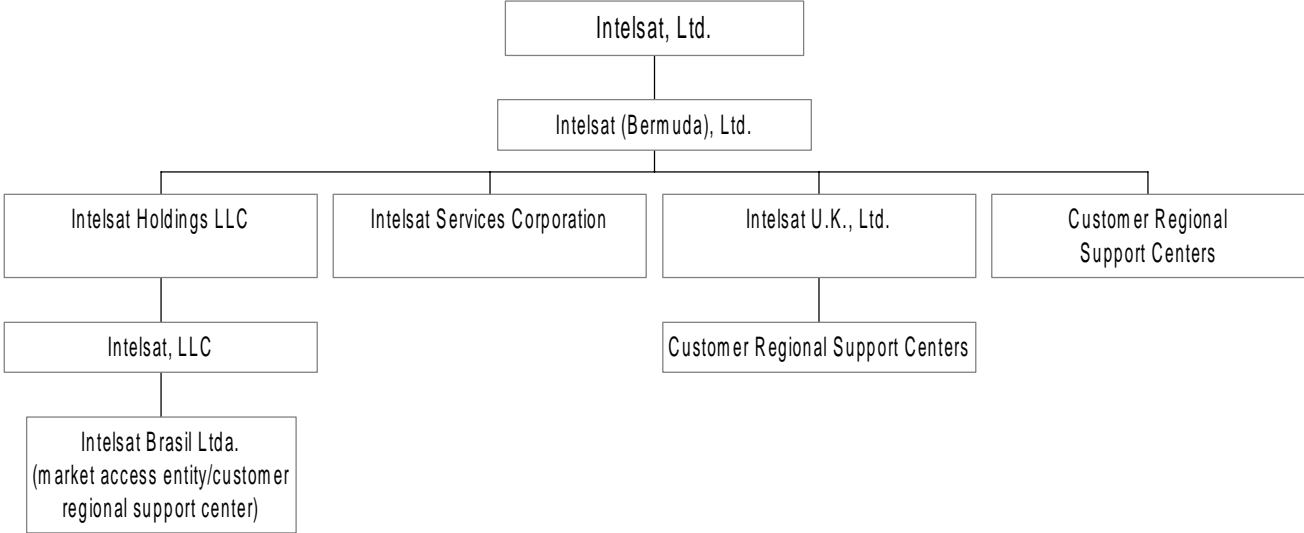 Intelsat, Ltd.
Intelsat (Bermuda), Ltd.
Intelsat Holdings LLC
Intelsat Services Corporation
Intelsat U.K., Ltd.
Customer Regional
Support Centers
Intelsat, LLC
Customer Regional Support Centers
Intelsat Brasil Ltda.
(market access entity/customer
regional support center)